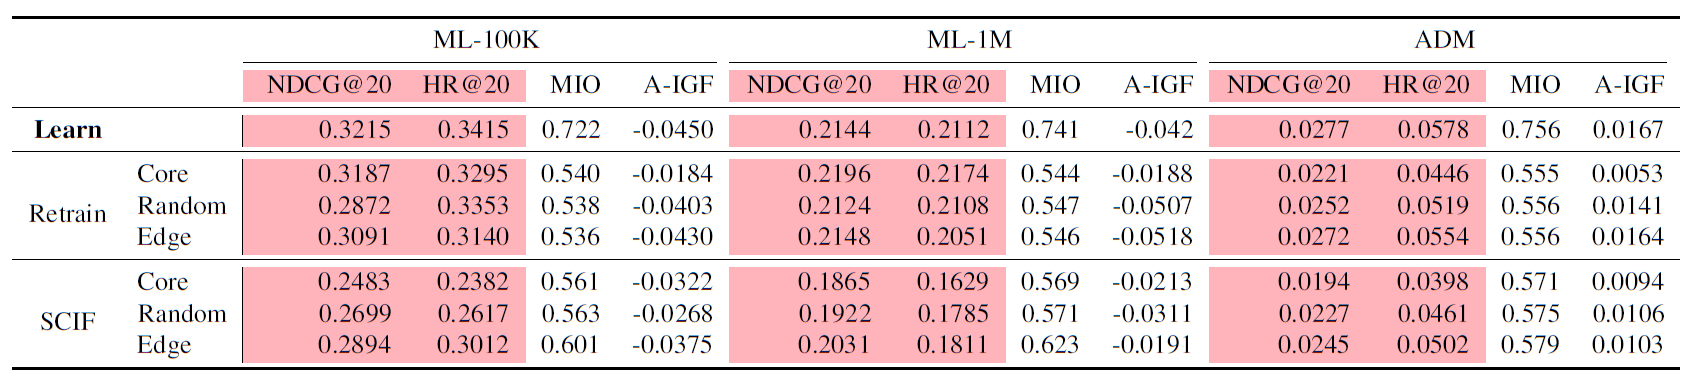 ML-100K ML-1M ADM
NDCG@20 HR@20 MIO A-IGF NDCG@20 HR@20 MIO A-IGF NDCG@20 HR@20 MIO A-IGF
Learn 0.3215 0.3415 0.722 -0.0450 0.2144 0.2112 0.741 -0.042 0.0277 0.0578 0.756 0.0167
Core 0.3187 0.3295 0.540 -0.0184 0.2196 0.2174 0.544 -0.0188 0.0221 0.0446 0.555 0.0053
Retrain Random 0.2872 0.3353 0.538 -0.0403 0.2124 0.2108 0.547 -0.0507 0.0252 0.0519 0.556 0.0141
Edge 0.3091 0.3140 0.536 -0.0430 0.2148 0.2051 0.546 -0.0518 0.0272 0.0554 0.556 0.0164
Core 0.2483 0.2382 0.561 -0.0322 0.1865 0.1629 0.569 -0.0213 0.0194 0.0398 0.571 0.0094
SCIF Random 0.2699 0.2617 0.563 -0.0268 0.1922 0.1785 0.571 -0.0311 0.0227 0.0461 0.575 0.0106
Edge 0.2894 0.3012 0.601 -0.0375 0.2031 0.1811 0.623 -0.0191 0.0245 0.0502 0.579 0.0103